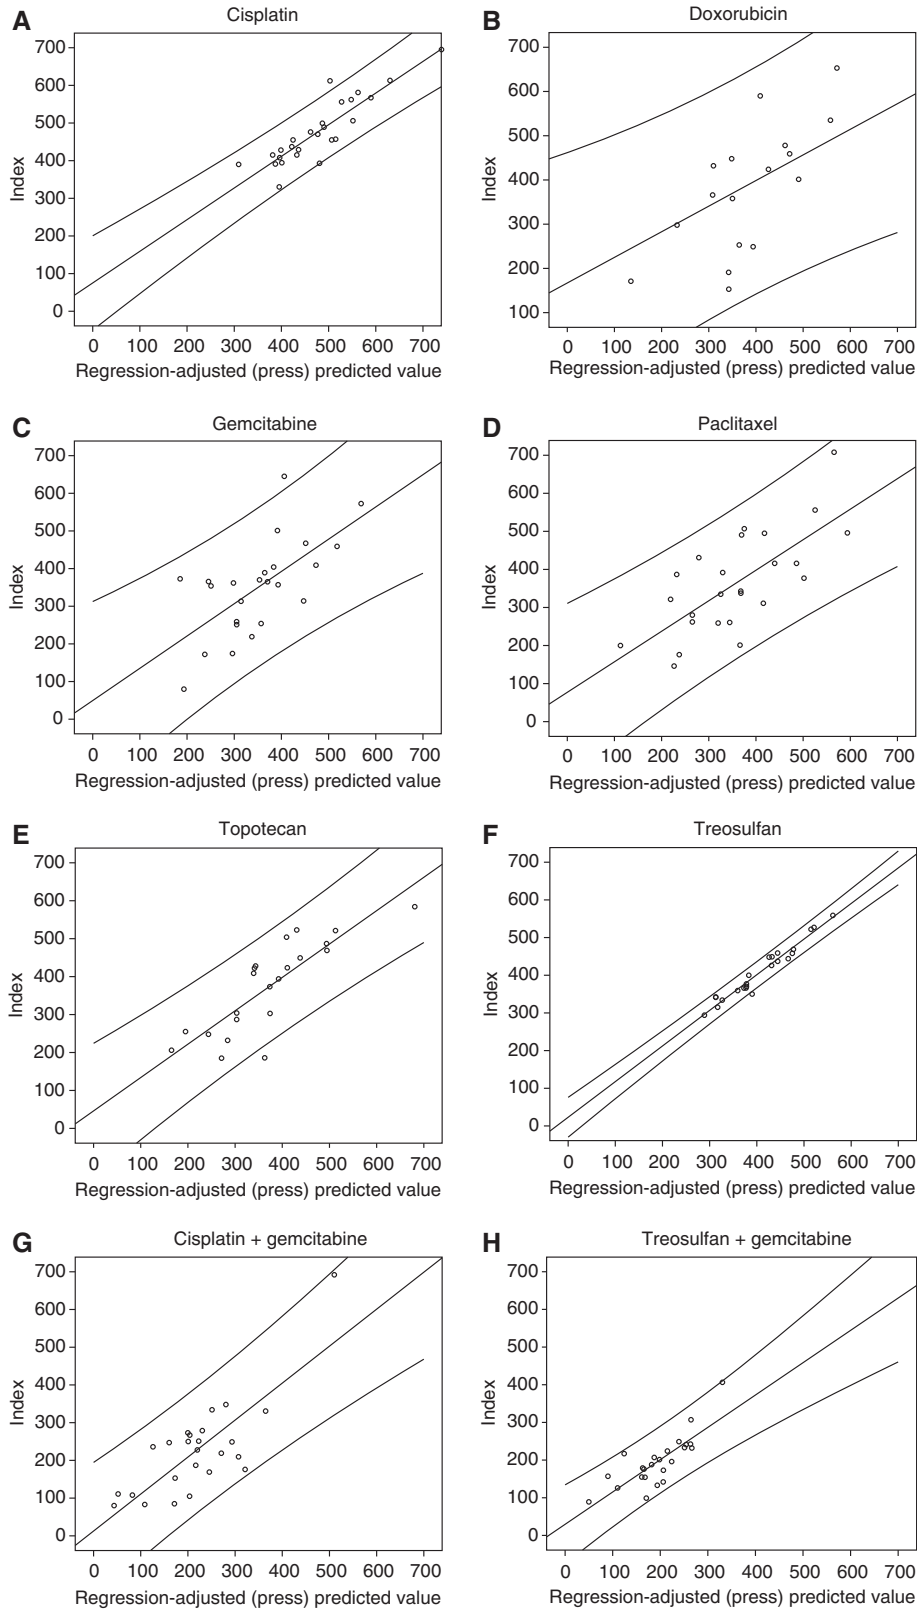 A Cisplatin
700
600
500
400
300
200
100
0
Index
0 100 200 300 400 500 600 700
Regression-adjusted (press) predicted value
B Doxorubicin
700
600
500
400
300
200
100
Index
0 100 200 300 400 500 600 700
Regression-adjusted (press) predicted value
C Gemcitabine
700
600
500
400
300
200
100
0
Index
0 100 200 300 400 500 600 700
Regression-adjusted (press) predicted value
D Paclitaxel
700
600
500
400
300
200
100
0
Index
0 100 200 300 400 500 600 700
Regression-adjusted (press) predicted value
E Topotecan
700
600
500
400
300
200
100
0
Index
0 100 200 300 400 500 600 700
Regression-adjusted (press) predicted value
F Treosulfan
700
600
500
400
300
200
100
0
Index
0 100 200 300 400 500 600 700
Regression-adjusted (press) predicted value
G Cisplatin + gemcitabine
700
600
500
400
300
200
100
0
Index
0 100 200 300 400 500 600 700
Regression-adjusted (press) predicted value
H Treosulfan + gemcitabine
700
600
500
400
300
200
100
0
Index
0 100 200 300 400 500 600 700
Regression-adjusted (press) predicted value